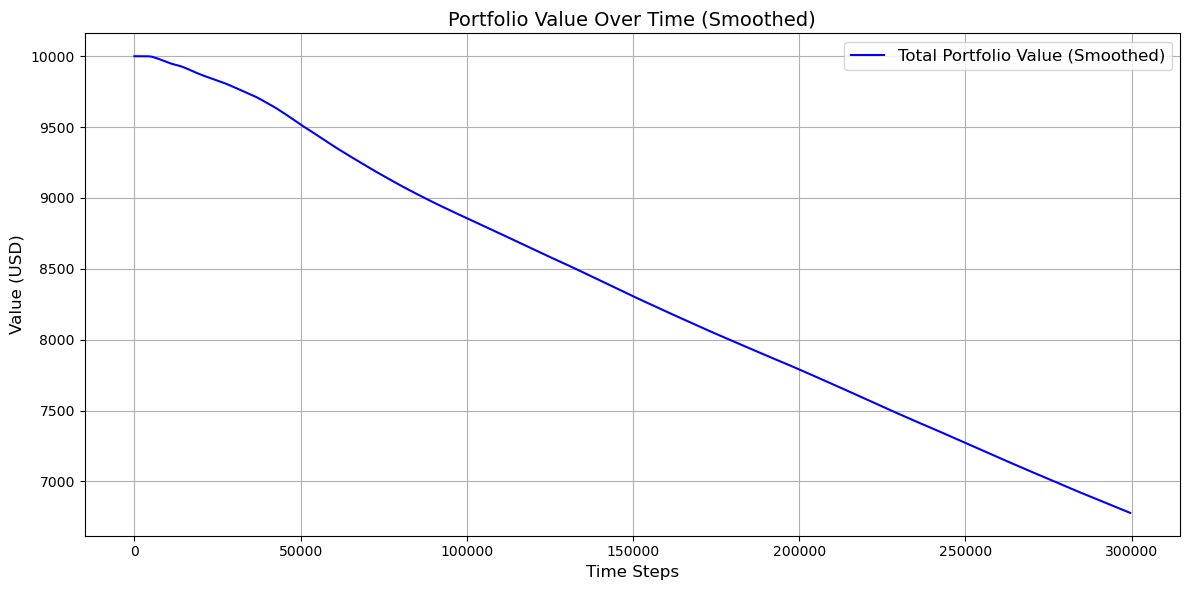 Portfolio Value Over Time (Smoothed)
Total Portfolio Value (Smoothed)
Value (USD)
10000
9500
9000
8500
8000
7500
7000
0 50000 100000 150000 200000 250000 300000
Time Steps